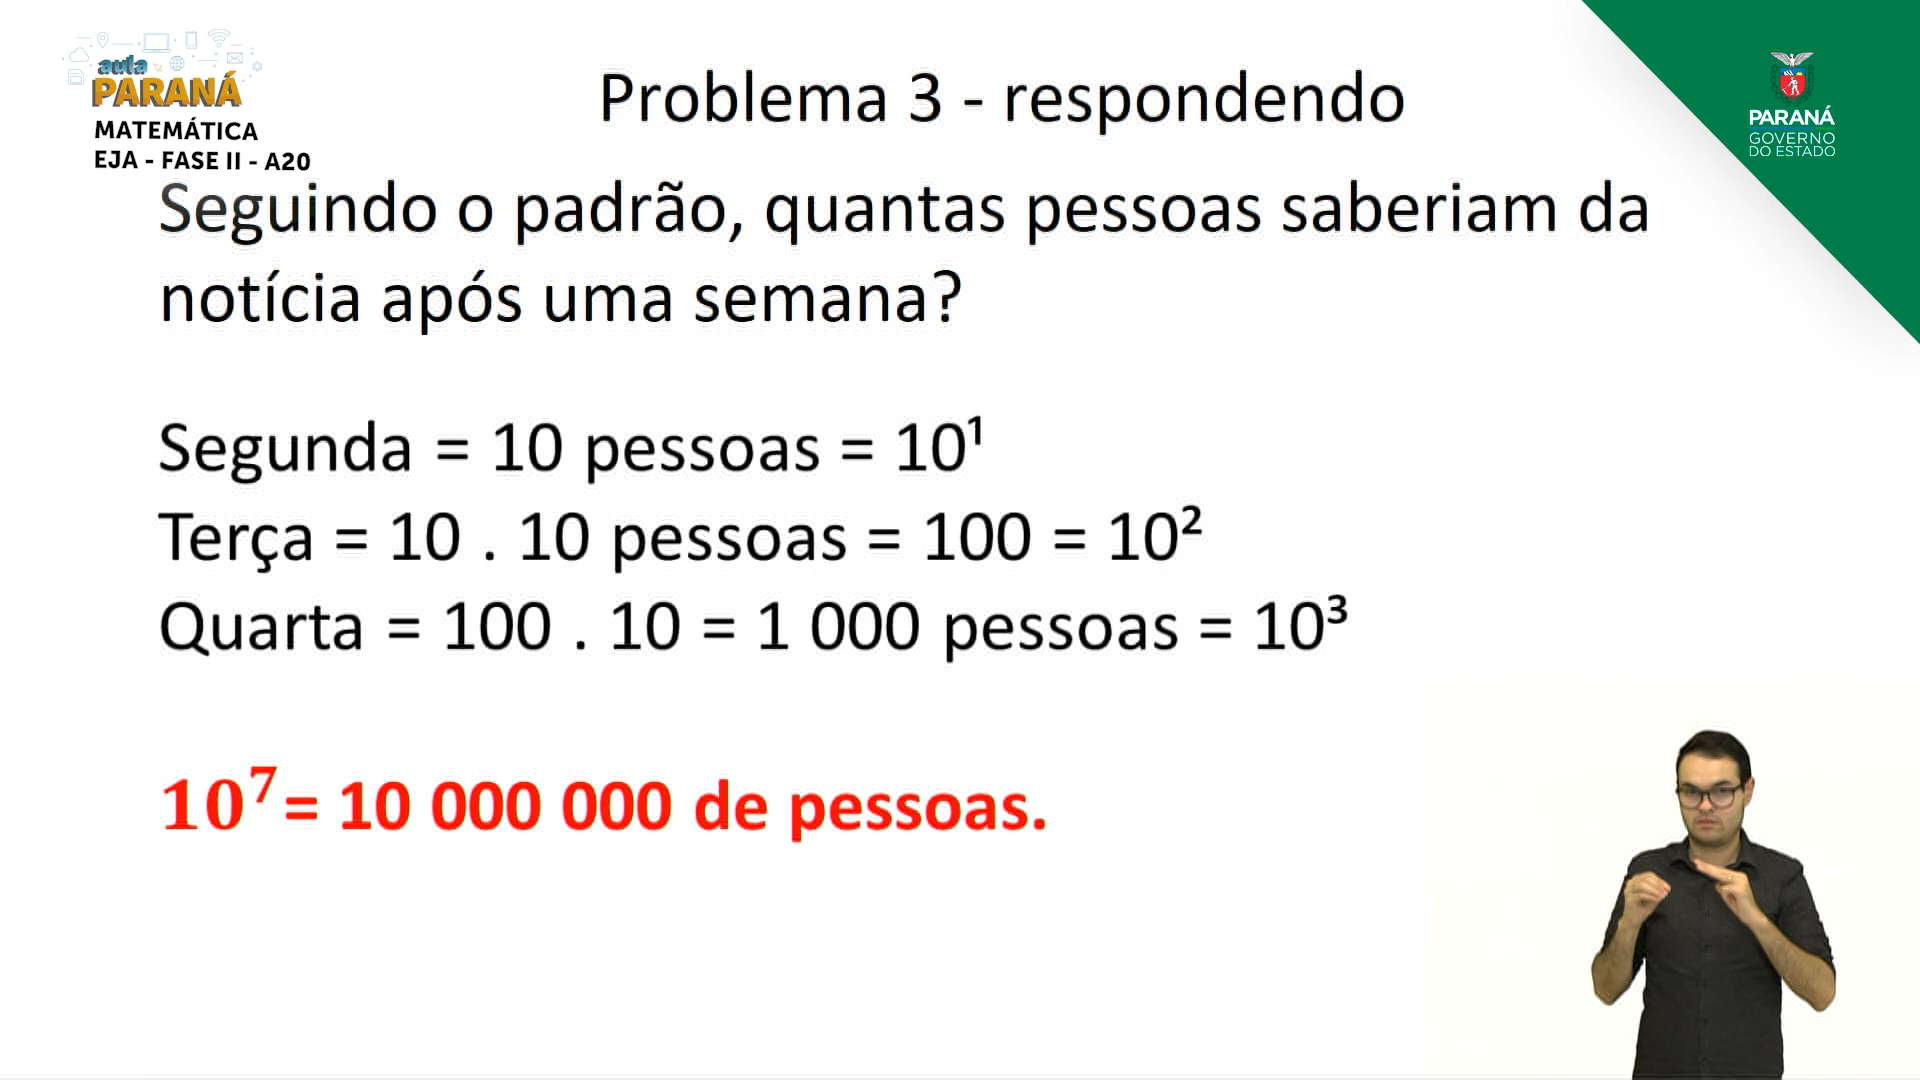 aula
PARANÁ
MATEMÁTICA
EJA - FASE II - A20
Problema 3 - respondendo
PARANÁ
GOVERNO
DO ESTADO
Seguindo o padrão, quantas pessoas saberiam da
notícia após uma semana?
Segunda = 10 pessoas = 10¹
Terça = 10 . 10 pessoas = 100 = 10²
Quarta = 100 . 10 = 1 000 pessoas = 10³
10⁷= 10 000 000 de pessoas.